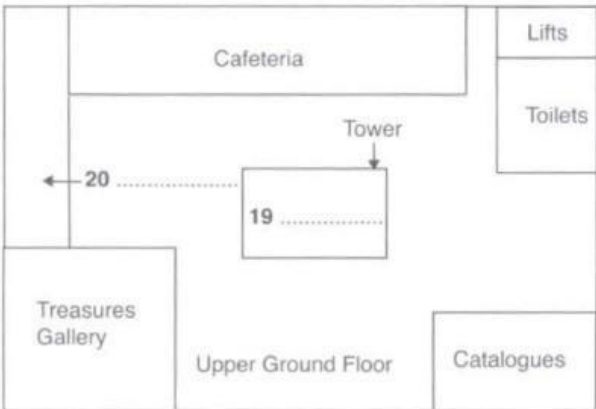 Lifts
Cafeteria
Toilets
Tower
20 ....................
19 ....................
Treasures
Gallery
Upper Ground Floor
Catalogues